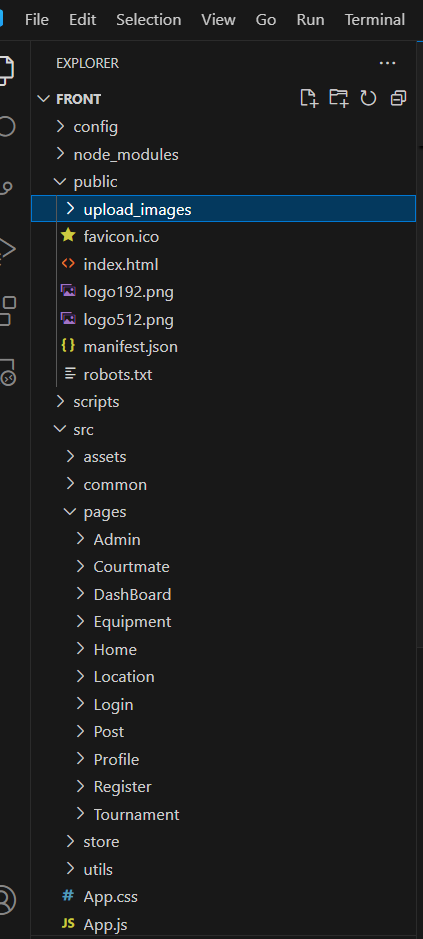 File Edit Selection View Go Run Terminal
EXPLORER
FRONT
config
node_modules
public
upload_images
favicon.ico
index.html
logo192.png
logo512.png
manifest.json
robots.txt
scripts
src
assets
common
pages
Admin
Courtmate
DashBoard
Equipment
Home
Location
Login
Post
Profile
Register
Tournament
store
utils
# App.css
JS App.js